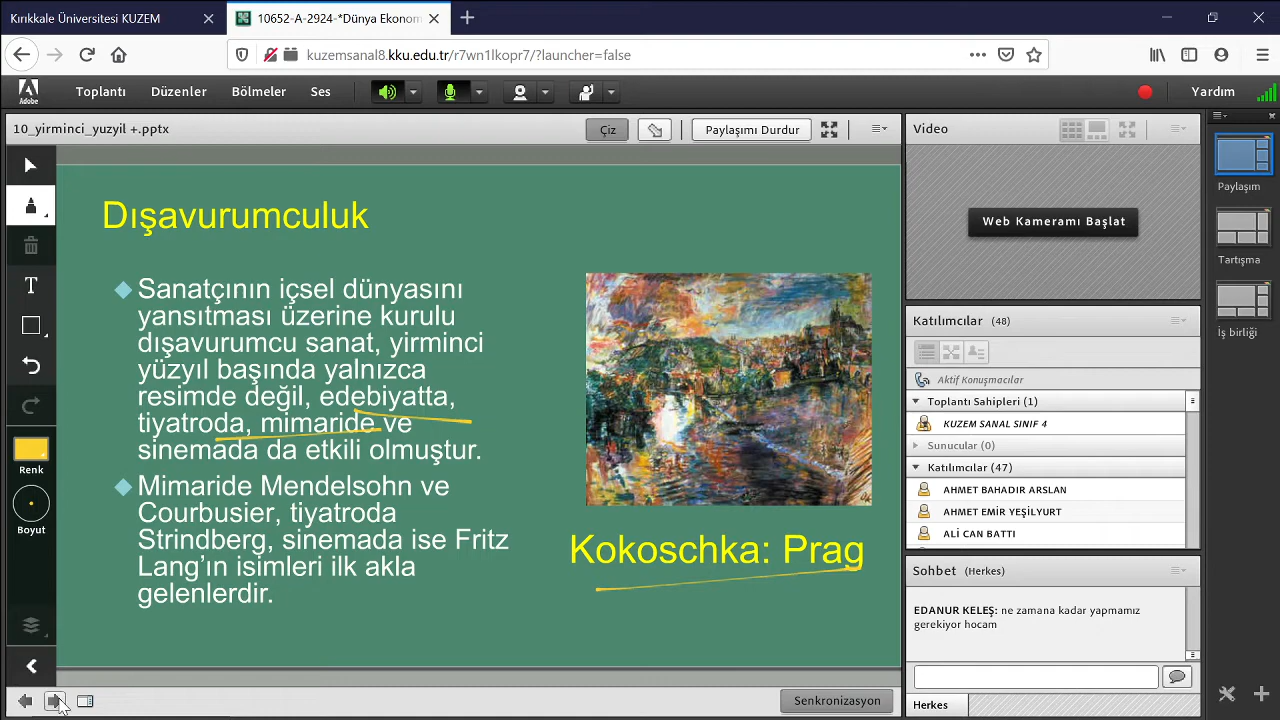 Kırıkkale Üniversitesi KUZEM
10652-A-2924-*Dünya Ekonom
kuzemsanal8.kku.edu.tr/r7wn1lkopr7/?launcher=false
Adobe
Toplantı
Düzenler
Bölmeler
Ses
Yardım
10_yirminci_yuzyil +.pptx
Çiz
Paylaşımı Durdur
Dışavurumculuk
Sanatçının içsel dünyasını
yansıtması üzerine kurulu
dışavurumcu sanat, yirminci
yüzyıl başında yalnızca
resimde değil, edebiyatta,
tiyatroda, mimaride ve
sinemada da etkili olmuştur.
Mimaride Mendelsohn ve
Courbusier, tiyatroda
Strindberg, sinemada ise Fritz
Lang’ın isimleri ilk akla
gelenlerdir.
Kokoschka: Prag
T
Renk
Boyut
Senkronizasyon
Video
Web Kameramı Başlat
Katılımcılar (48)
Aktif Konuşmacılar
Toplantı Sahipleri (1)
KUZEM SANAL SINIF 4
Sunucular (0)
Katılımcılar (47)
AHMET BAHADIR ARSLAN
AHMET EMİR YEŞİLYURT
ALİ CAN BATTI
Sohbet (Herkes)
EDANUR KELEŞ: ne zamana kadar yapmamız
gerekiyor hocam
Herkes
Paylaşım
Tartışma
İş birliği